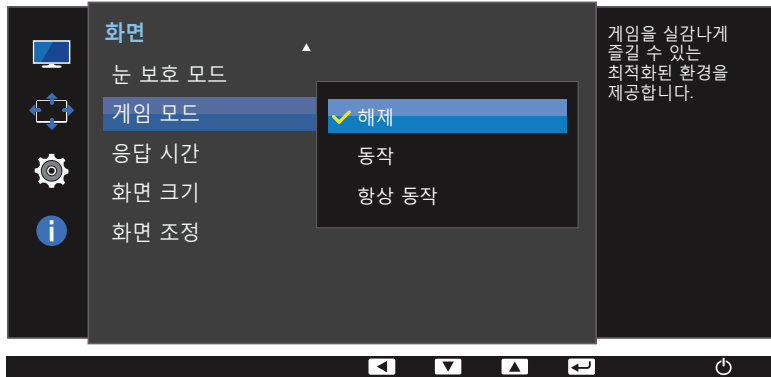 화면
눈 보호 모드
게임 모드
응답 시간
화면 크기
화면 조정
해제
동작
항상 동작
게임을 실감나게
즐길 수 있는
최적화된 환경을
제공합니다.